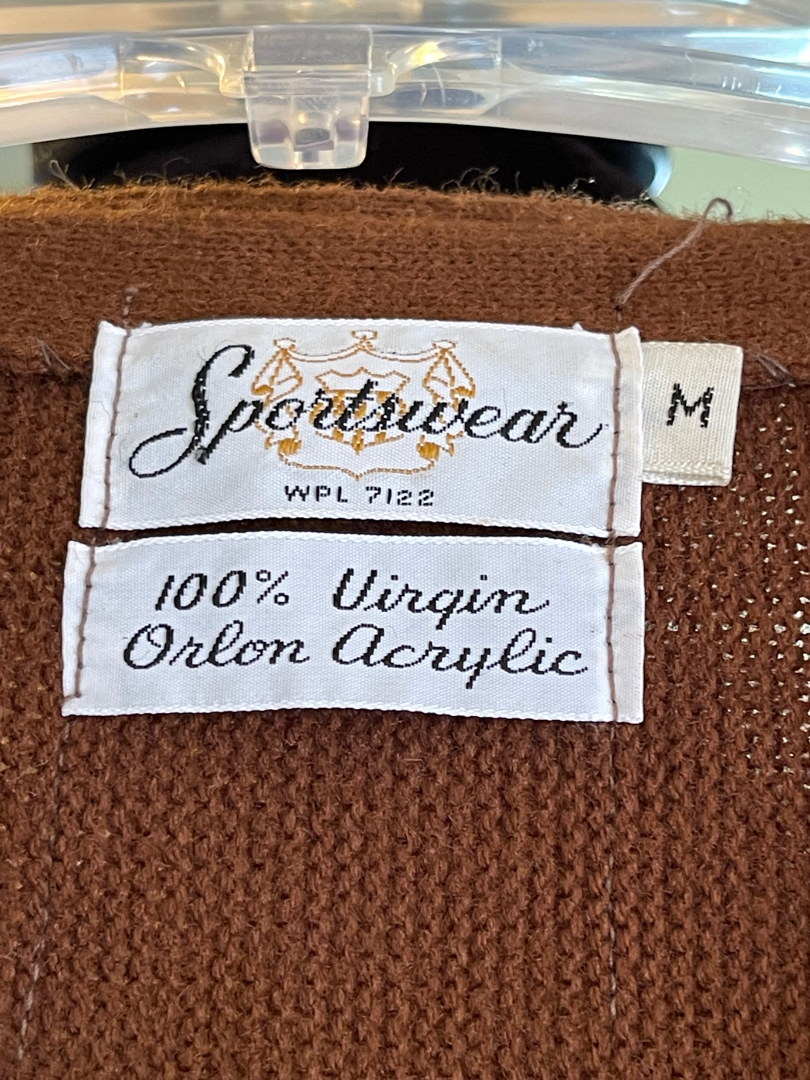 Sportswear
M
WPL 7122
100% Virgin
Orlon Acrylic